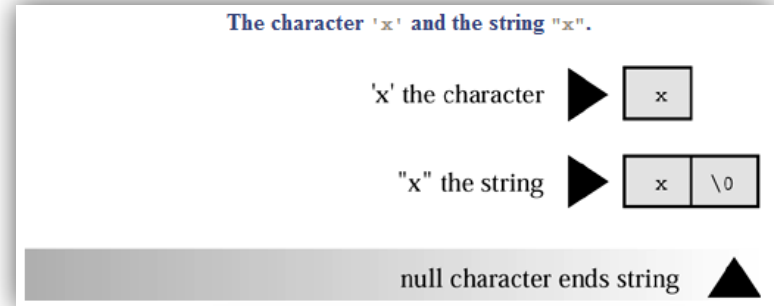 The character 'x' and the string "x".
'x' the character x
"x" the string x \0
null character ends string